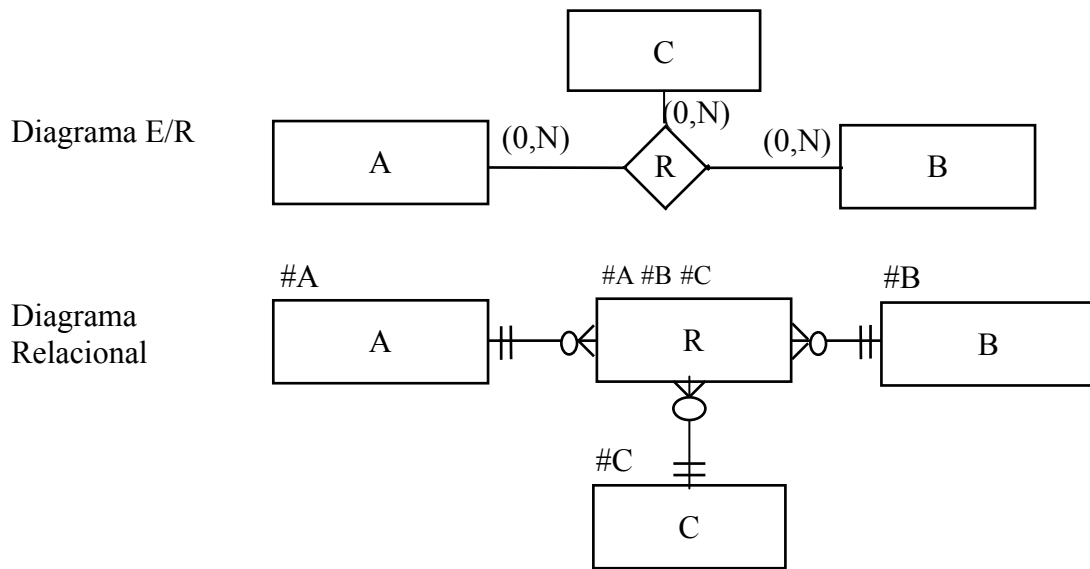 C
Diagrama E/R
(0,N)
(0,N)
(0,N)
A
R
B
#A
#A #B #C
#B
Diagrama
Relacional
A
R
B
#C
C